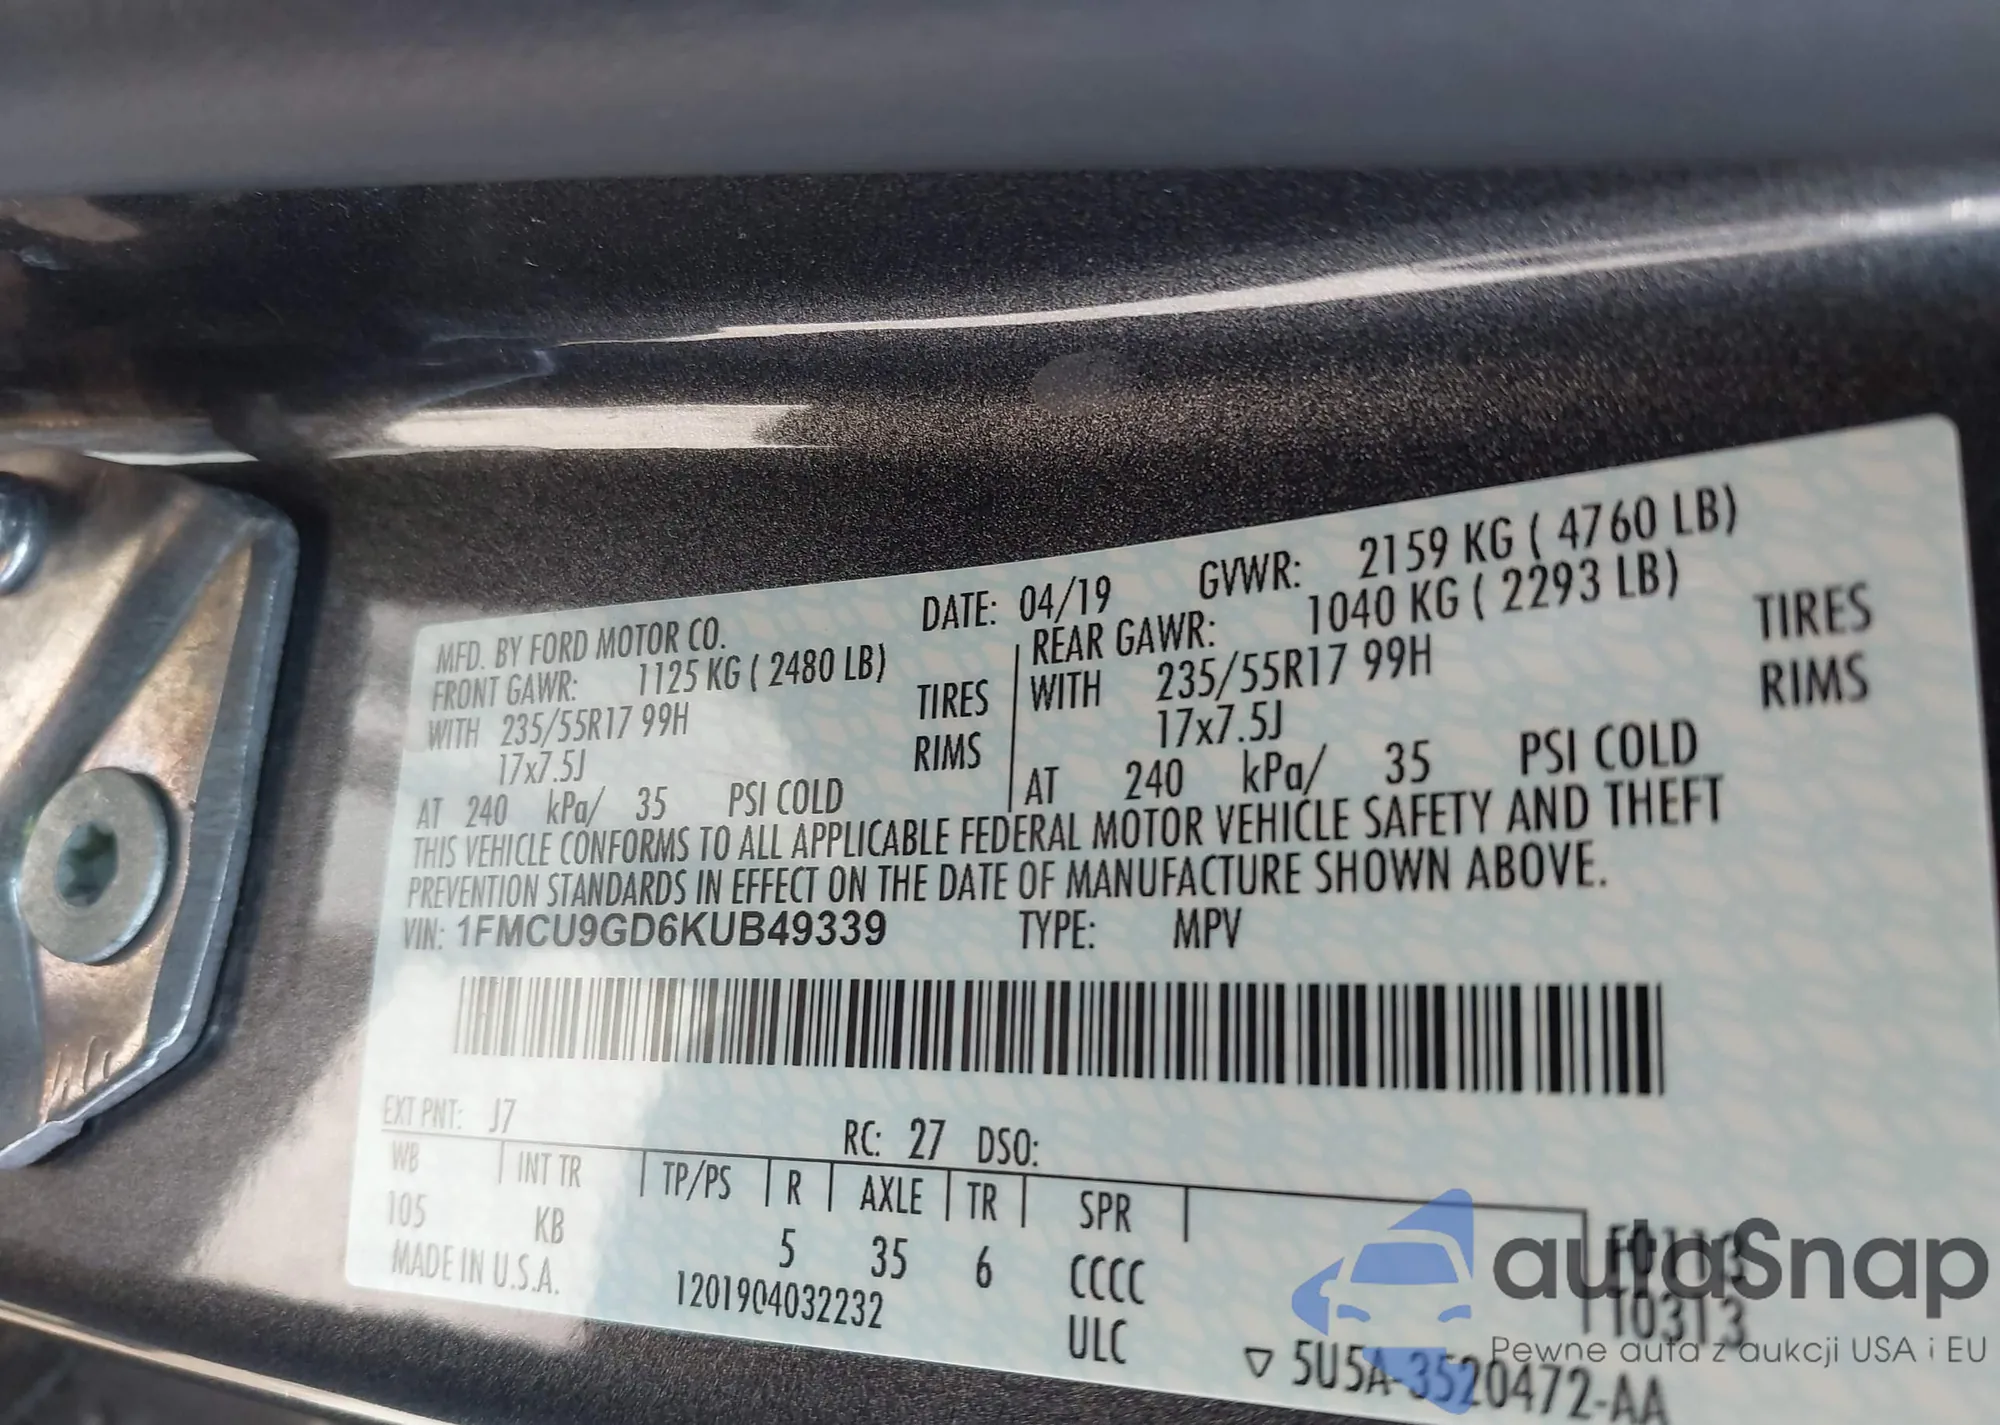 MFD. BY FORD MOTOR CO. DATE: 04/19 GVWR: 2159 KG ( 4760 LB)
FRONT GAWR: 1125 KG ( 2480 LB) REAR GAWR: 1040 KG ( 2293 LB)
WITH 235/55R17 99H TIRES WITH 235/55R17 99H TIRES
17x7.5J RIMS 17x7.5J RIMS
AT 240 kPa/ 35 PSI COLD AT 240 kPa/ 35 PSI COLD
THIS VEHICLE CONFORMS TO ALL APPLICABLE FEDERAL MOTOR VEHICLE SAFETY AND THEFT
PREVENTION STANDARDS IN EFFECT ON THE DATE OF MANUFACTURE SHOWN ABOVE.
VIN: 1FMCU9GD6KUB49339 TYPE: MPV
EXT PNT: J7 RC: 27 DSO:
WB INT TR TP/PS R AXLE TR SPR
105 KB 5 35 6 CCCC
MADE IN U.S.A. 1201904032232 ULC
10313
▽ 5U5A-3520472-AA
autaSnap
Pewne auta z aukcji USA i EU